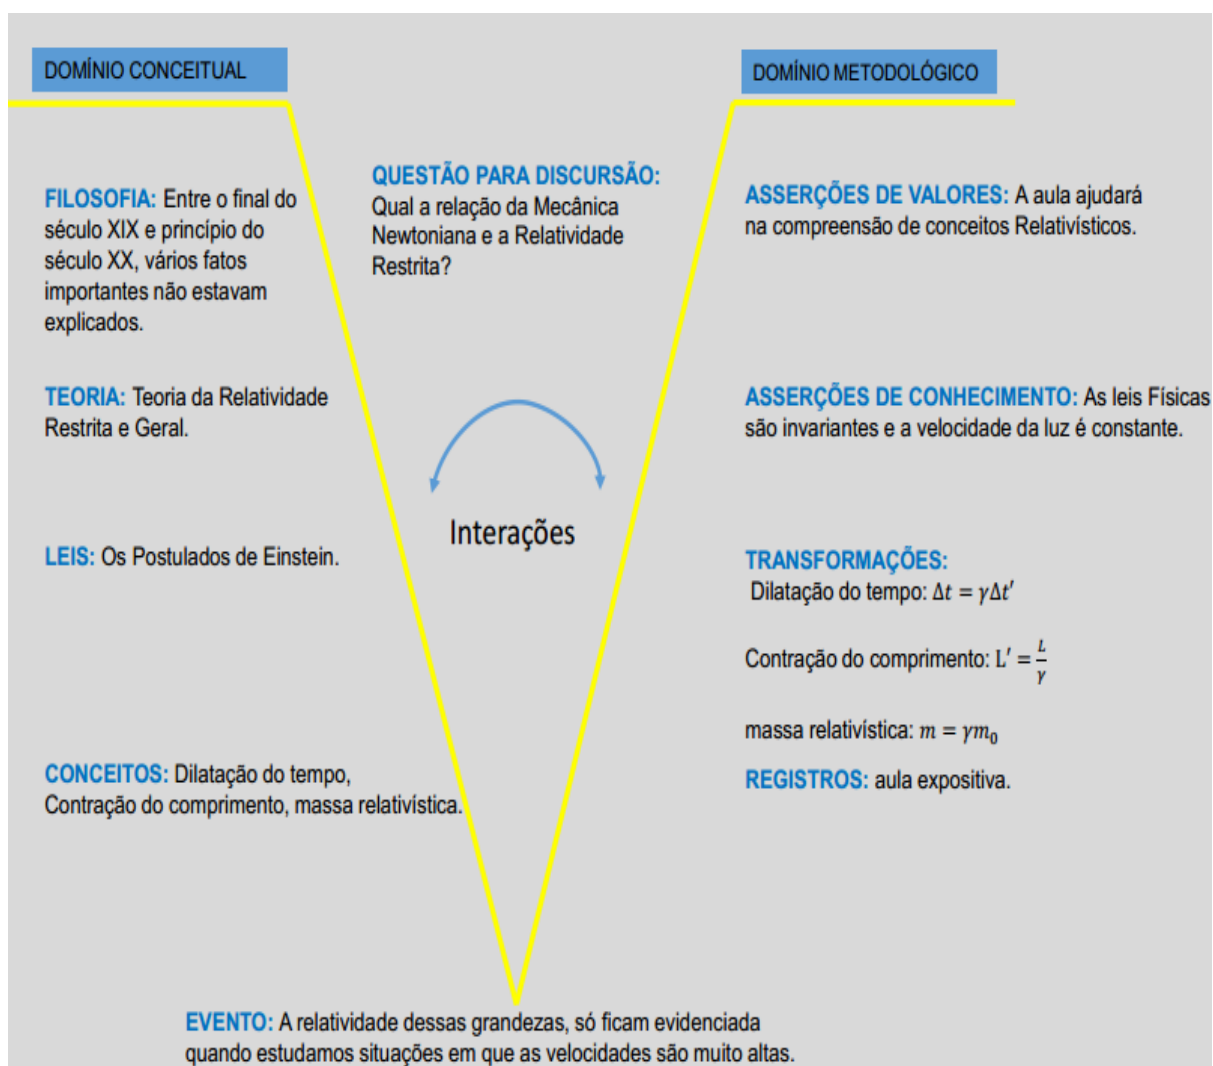 DOMÍNIO CONCEITUAL
FILOSOFIA: Entre o final do
século XIX e princípio do
século XX, vários fatos
importantes não estavam
explicados.
TEORIA: Teoria da Relatividade
Restrita e Geral.
LEIS: Os Postulados de Einstein.
CONCEITOS: Dilatação do tempo,
Contração do comprimento, massa relativística.
QUESTÃO PARA DISCURSÃO:
Qual a relação da Mecânica
Newtoniana e a Relatividade
Restrita?
Interações
DOMÍNIO METODOLÓGICO
ASSERÇÕES DE VALORES: A aula ajudará
na compreensão de conceitos Relativísticos.
ASSERÇÕES DE CONHECIMENTO: As leis Físicas
são invariantes e a velocidade da luz é constante.
TRANSFORMAÇÕES:
Dilatação do tempo: Δt = γΔt′
Contração do comprimento: L′ = L/γ
massa relativística: m = γm₀
REGISTROS: aula expositiva.
EVENTO: A relatividade dessas grandezas, só ficam evidenciada
quando estudamos situações em que as velocidades são muito altas.